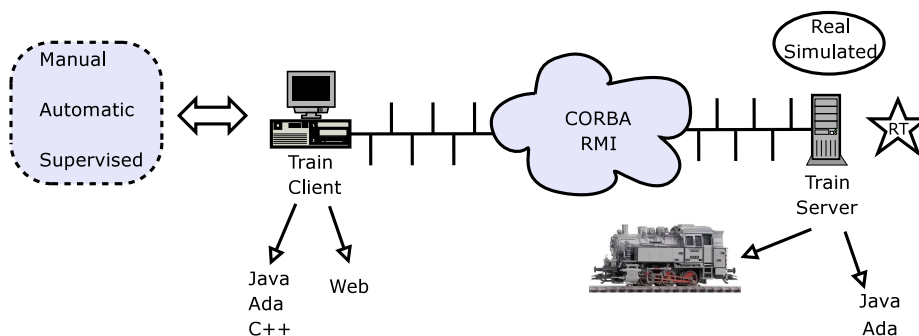 Manual
Automatic
Supervised
Train
Client
Java
Ada
C++
Web
CORBA
RMI
Real
Simulated
RT
Train
Server
Java
Ada